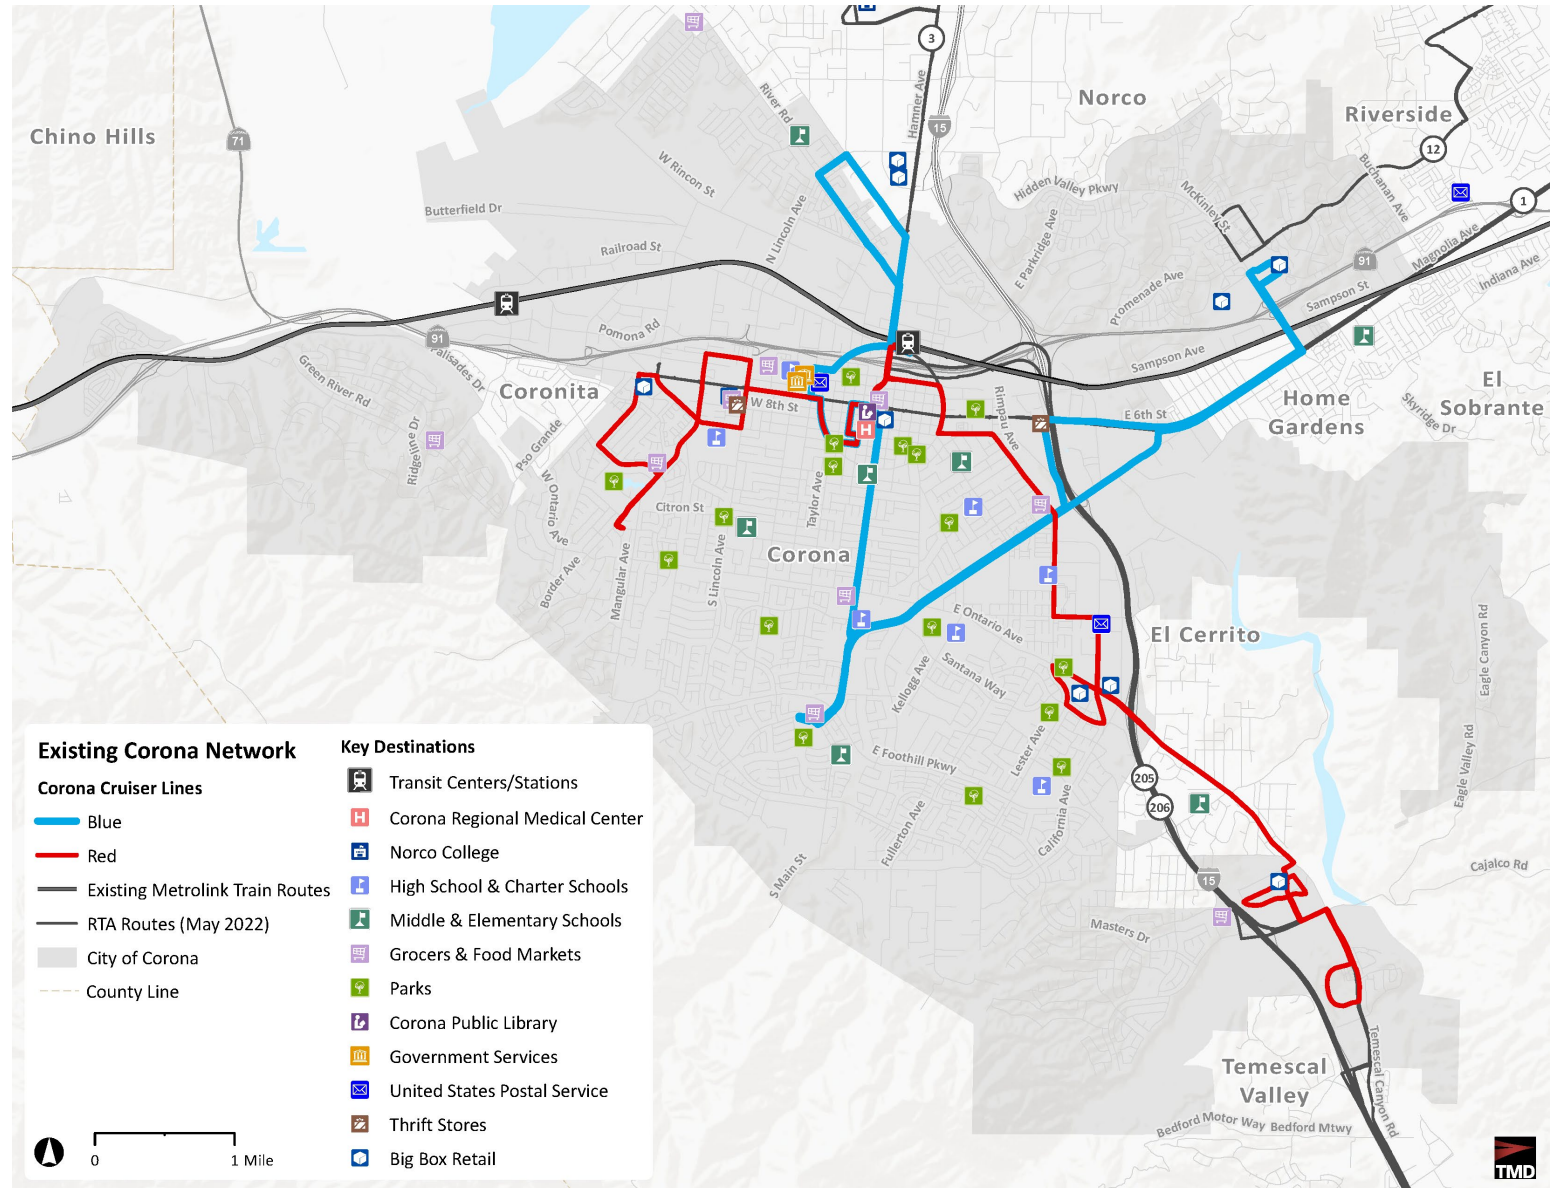 3
Norco
Riverside
Chino Hills
71
15
River Rd
Hamner Ave
12
W Rincon St
Hidden Valley Pkwy
McKinley St
Buchanan Ave
1
Butterfield Dr
N Lincoln Ave
E Parkridge Ave
Magnolia Ave
91
Railroad St
Indiana Ave
Promenade Ave
Sampson St
91
Pomona Rd
Palisades Dr
Sampson Ave
Green River Rd
Coronita
W 8th St
Rimpau Ave
El
Sobrante
Home
Gardens
E 6th St
Skyridge Dr
Ridgeline Dr
Pso Grande
W Ontario Ave
Taylor Ave
Citron St
Corona
Border Ave
Mangular Ave
S Lincoln Ave
E Ontario Ave
El Cerrito
Eagle Canyon Rd
Kellogg Ave
Santana Way
E Foothill Pkwy
Lester Ave
Eagle Valley Rd
205
206
California Ave
Fullerton Ave
S Main St
15
Cajalco Rd
Masters Dr
Temescal
Valley
Temescal Canyon Rd
Bedford Motor Way
Bedford Mtwy
Existing Corona Network
Corona Cruiser Lines
Blue
Red
Existing Metrolink Train Routes
RTA Routes (May 2022)
City of Corona
County Line
0
1 Mile
Key Destinations
Transit Centers/Stations
H
Corona Regional Medical Center
Norco College
High School & Charter Schools
Middle & Elementary Schools
Grocers & Food Markets
Parks
Corona Public Library
Government Services
United States Postal Service
Thrift Stores
Big Box Retail
H
TMD